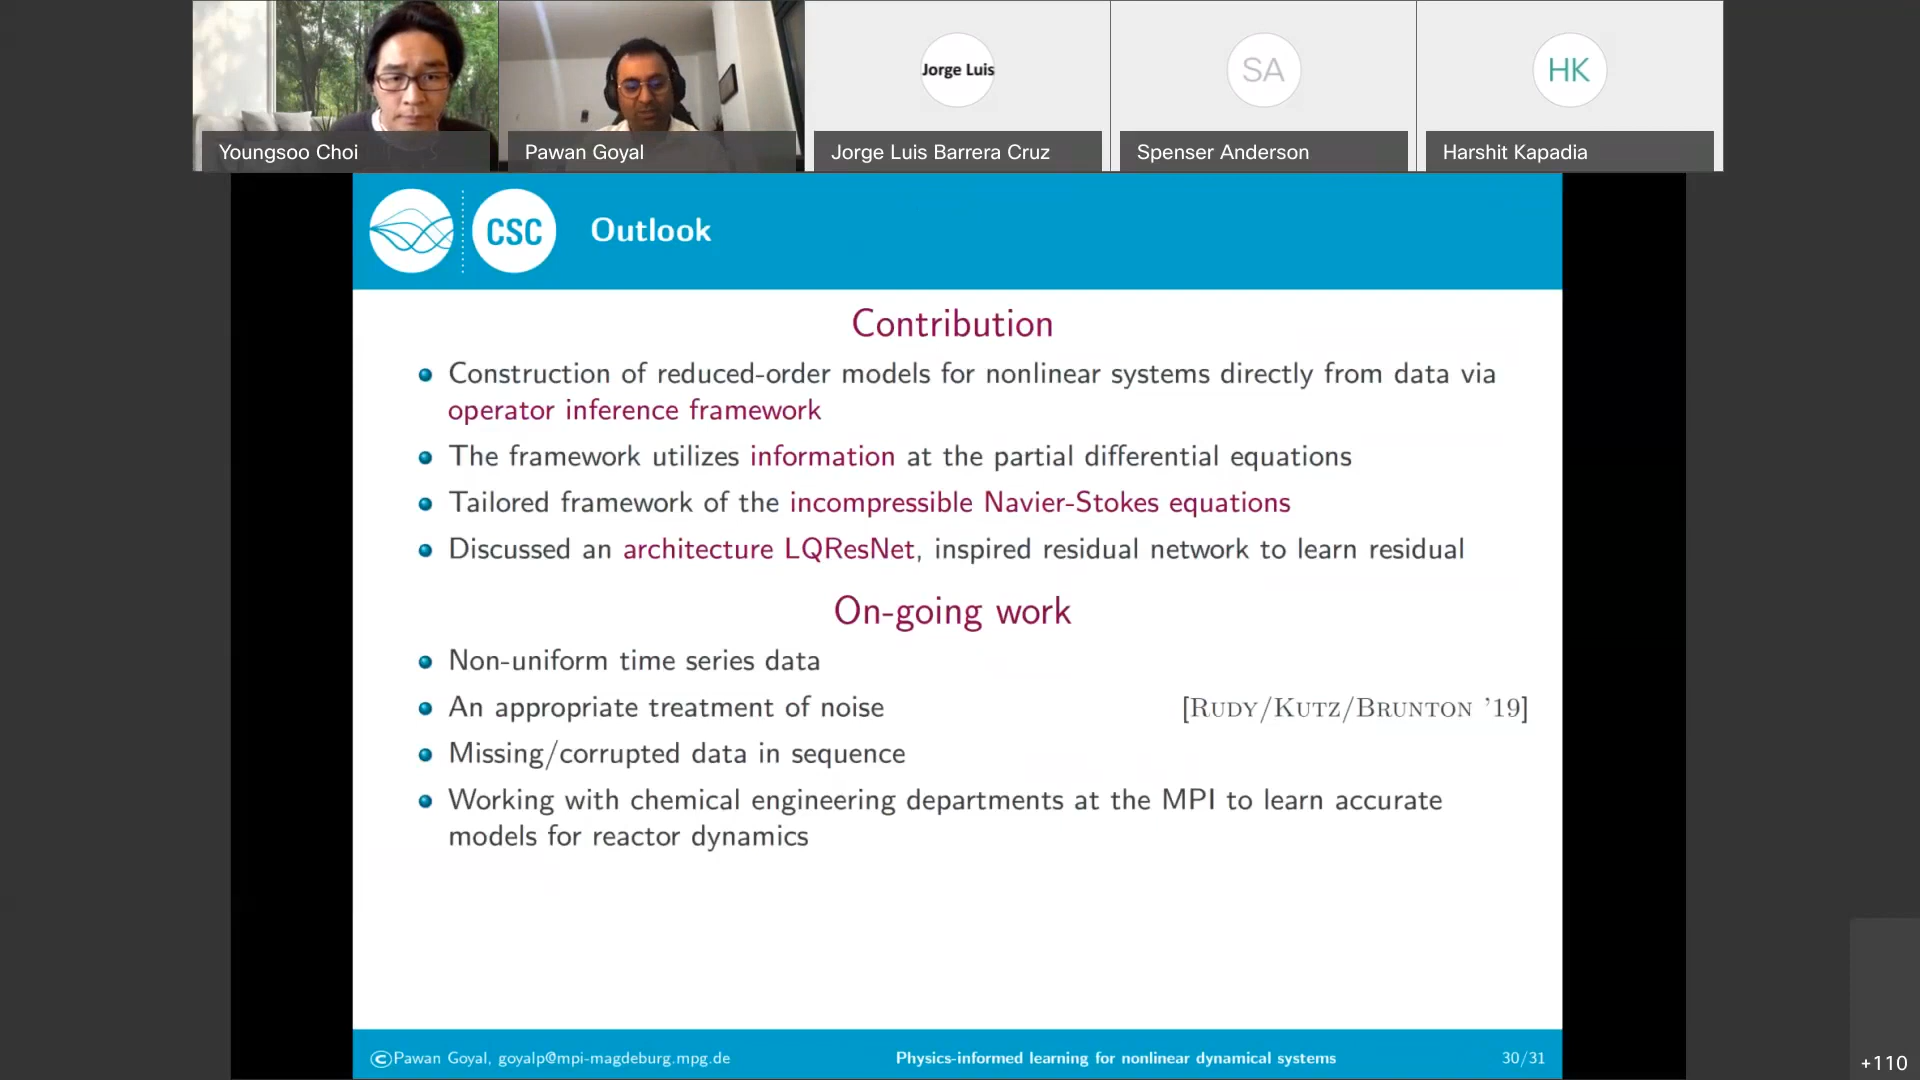 Jorge Luis
SA
HK
Youngsoo Choi
Pawan Goyal
Jorge Luis Barrera Cruz
Spenser Anderson
Harshit Kapadia
CSC
Outlook
Contribution
Construction of reduced-order models for nonlinear systems directly from data via
operator inference framework
The framework utilizes information at the partial differential equations
Tailored framework of the incompressible Navier-Stokes equations
Discussed an architecture LQResNet, inspired residual network to learn residual
On-going work
Non-uniform time series data
An appropriate treatment of noise [RUDY/KUTZ/BRUNTON '19]
Missing/corrupted data in sequence
Working with chemical engineering departments at the MPI to learn accurate
models for reactor dynamics
©Pawan Goyal, goyalp@mpi-magdeburg.mpg.de Physics-informed learning for nonlinear dynamical systems 30/31
+110